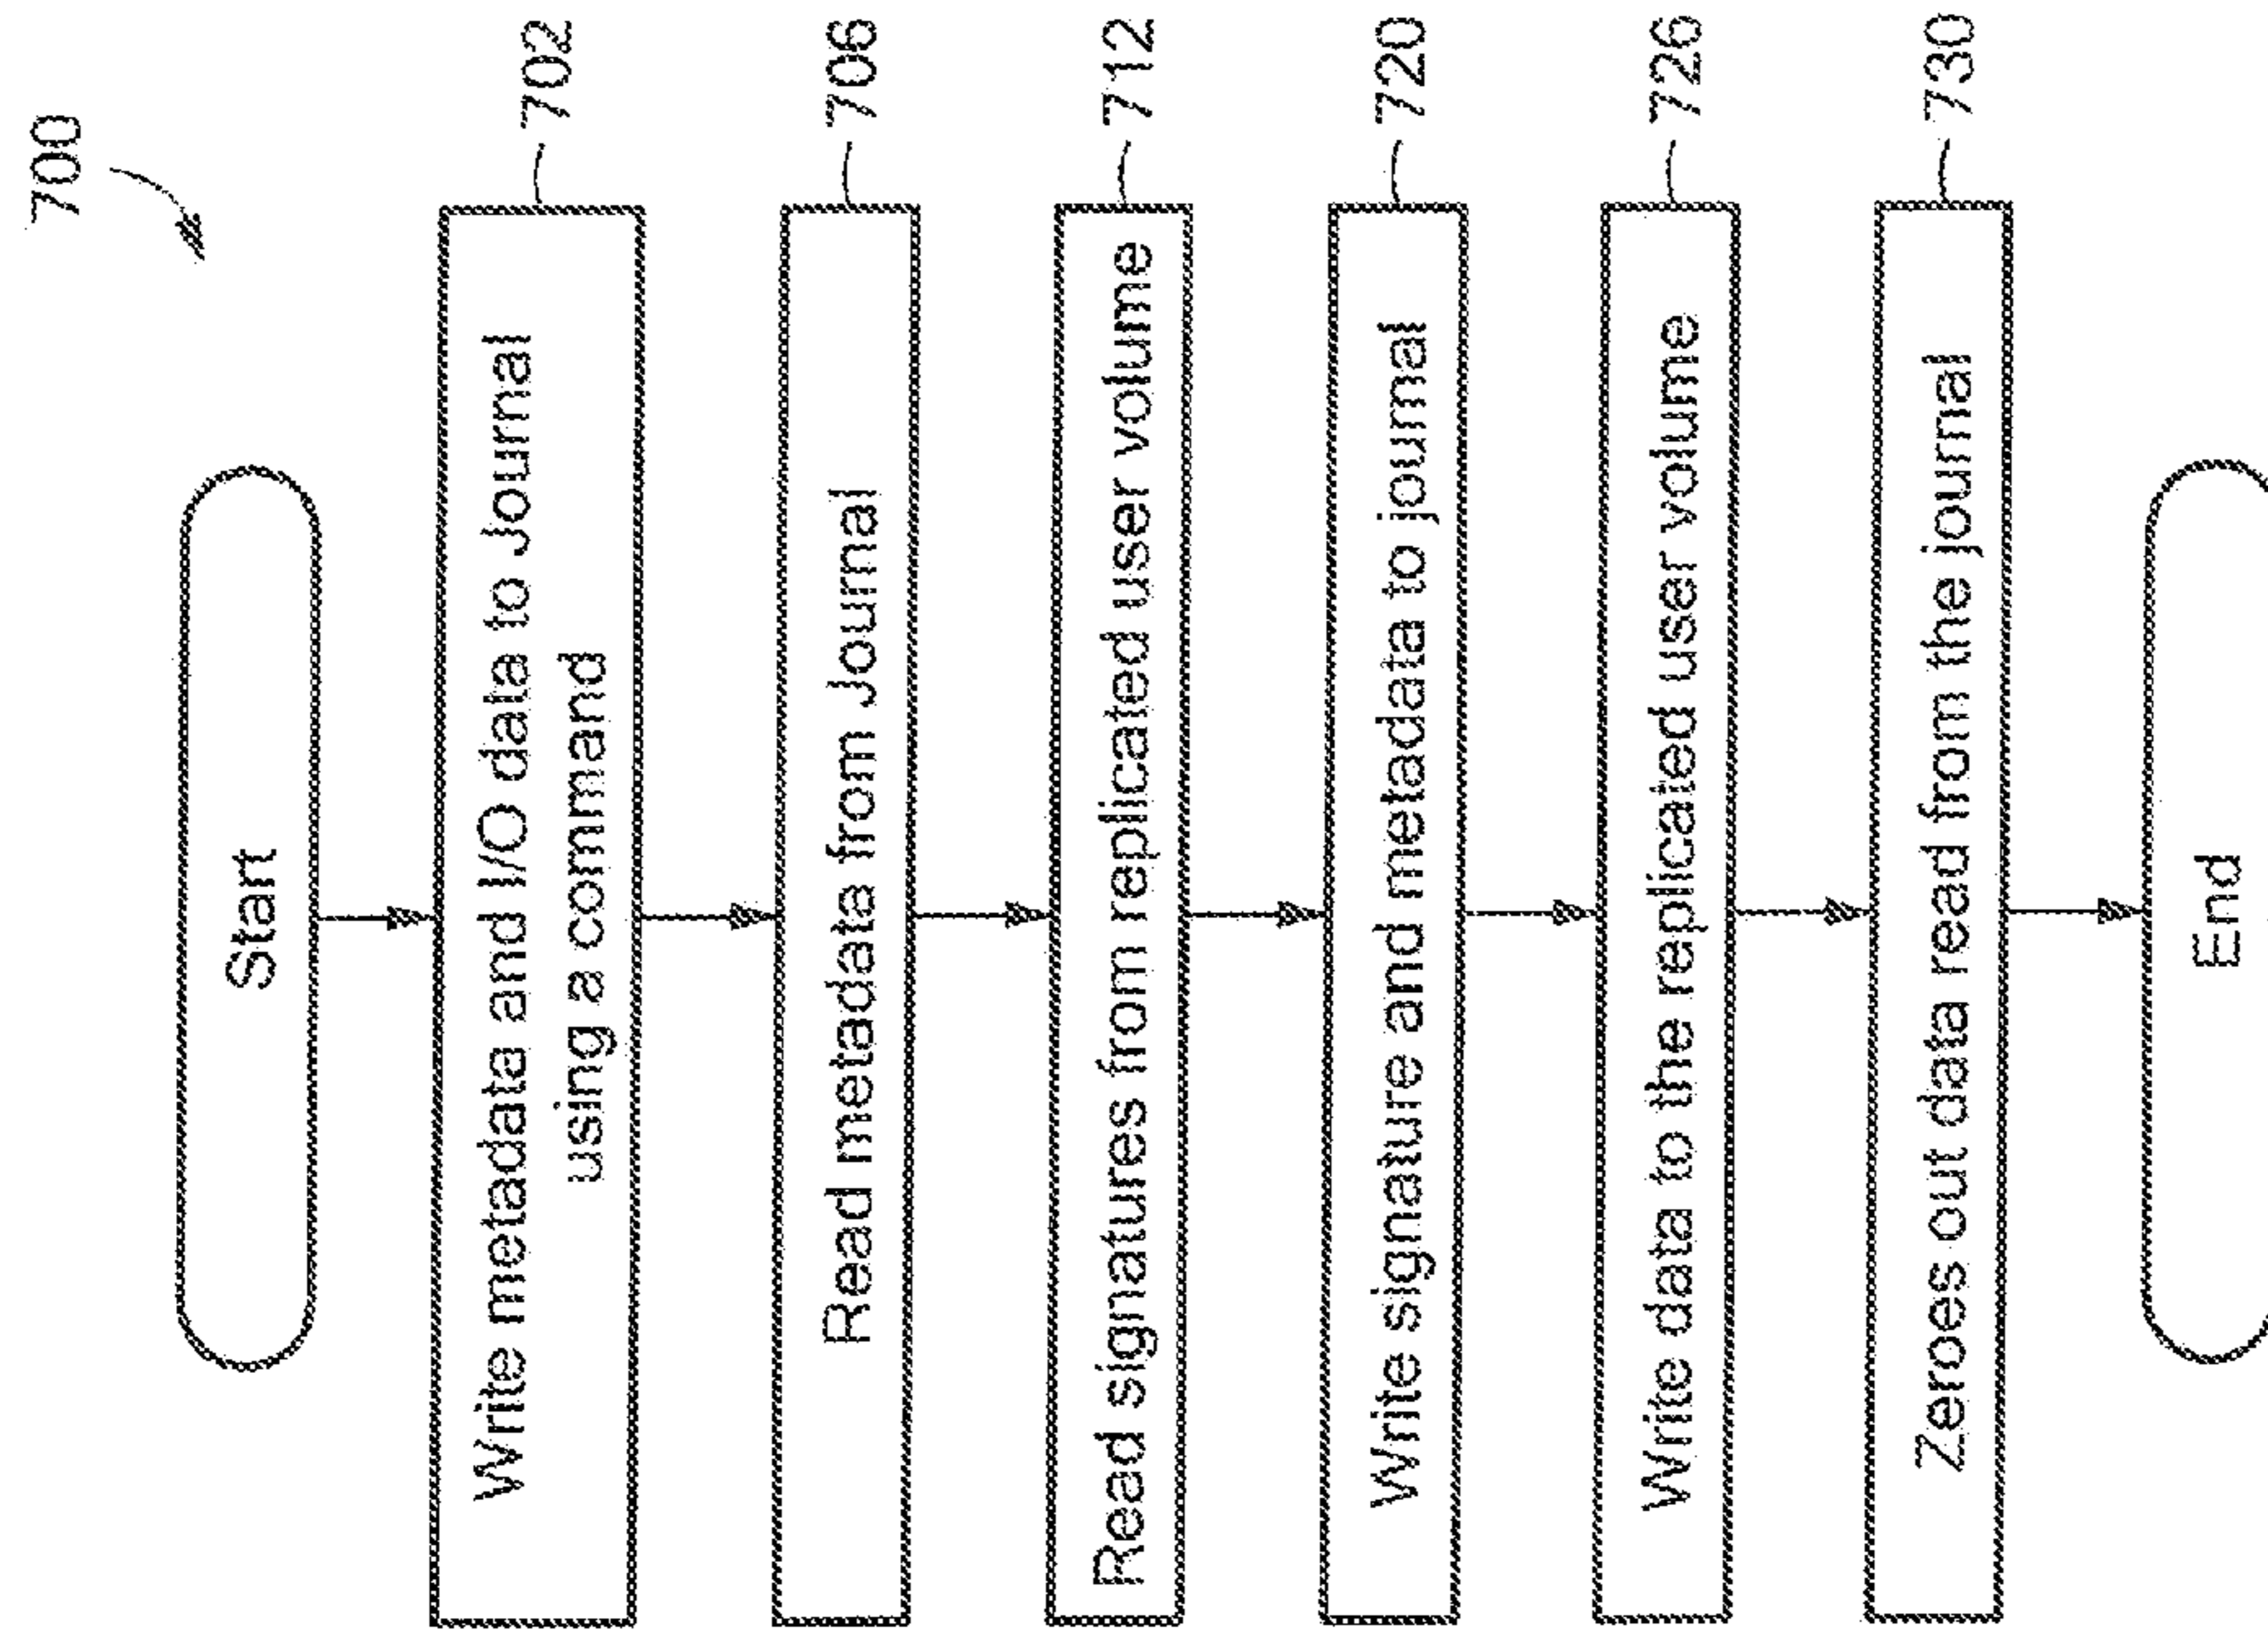 700
Start
Write metadata and I/O data to Journal
using a command
702
Read metadata from Journal
706
Read signatures from replicated user volume
712
Write signature and metadata to journal
720
Write data to the replicated user volume
726
Zeroes out data read from the journal
730
End